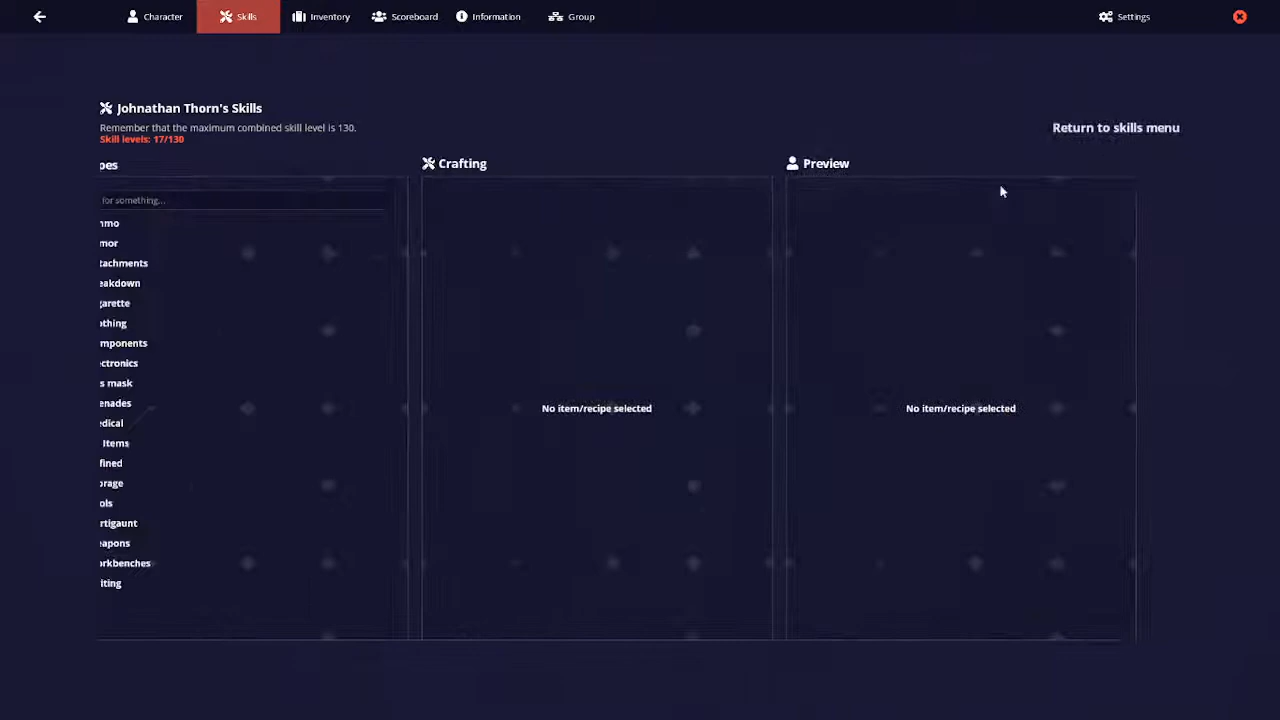 Character
Skills
Inventory
Scoreboard
Information
Group
Settings
Johnathan Thorn's Skills
Remember that the maximum combined skill level is 130.
Skill levels: 17/130
Return to skills menu
pes
Crafting
Preview
for something...
mo
mor
tachments
eakdown
garette
othing
mponents
ectronics
s mask
enades
edical
Items
fined
orage
ols
rtigaunt
eapons
orkbenches
iting
No item/recipe selected
No item/recipe selected